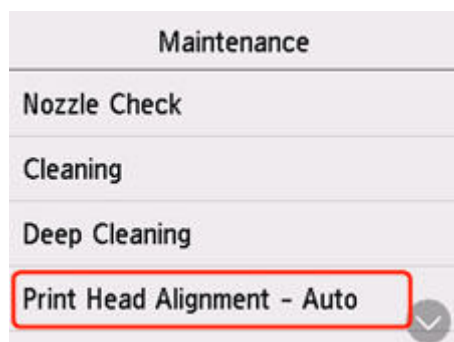 Maintenance
Nozzle Check
Cleaning
Deep Cleaning
Print Head Alignment - Auto